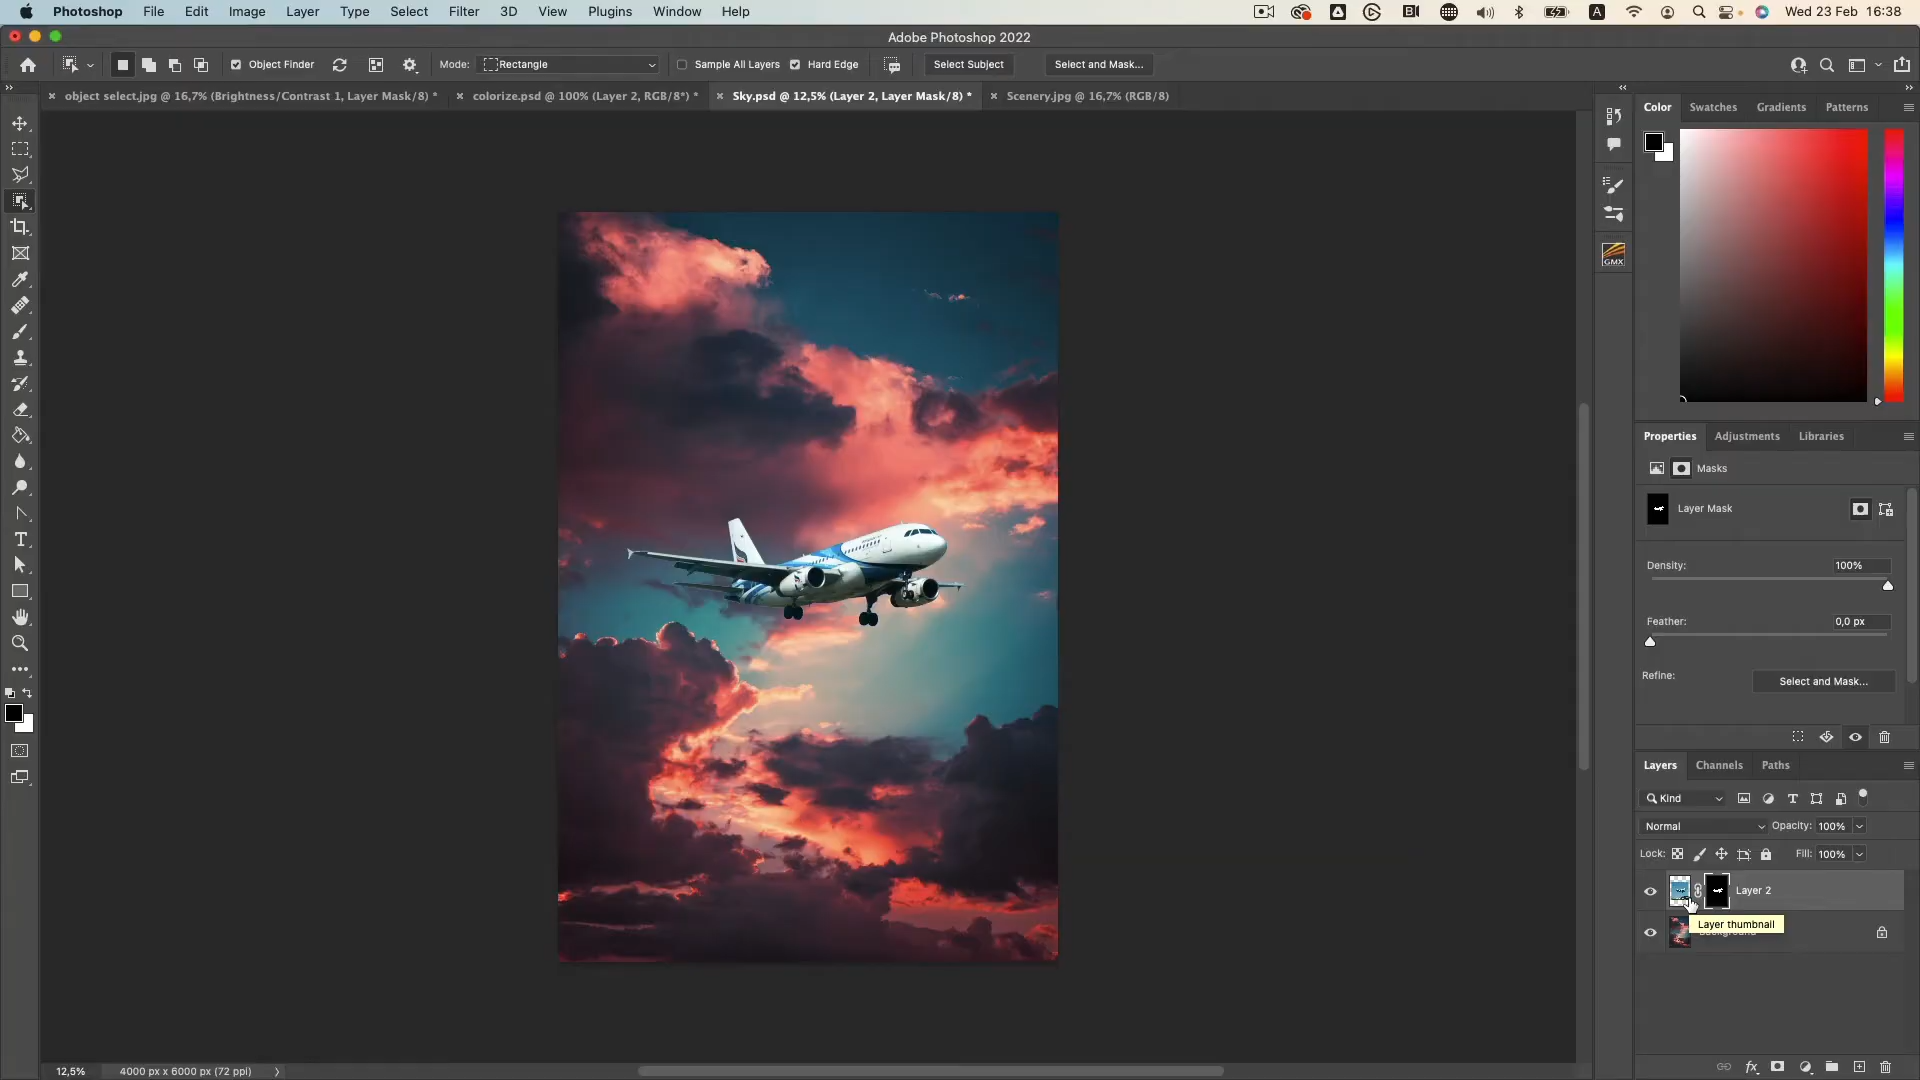 Photoshop File Edit Image Layer Type Select Filter 3D View Plugins Window Help A Wed 23 Feb 16:38
Adobe Photoshop 2022
Object Finder Mode: Rectangle Sample All Layers Hard Edge Select Subject Select and Mask...
object select.jpg @ 16,7% (Brightness/Contrast 1, Layer Mask/8) * colorize.psd @ 100% (Layer 2, RGB/8*) * Sky.psd @ 12,5% (Layer 2, Layer Mask/8) * Scenery.jpg @ 16,7% (RGB/8)
Color Swatches Gradients Patterns
GMX
Properties Adjustments Libraries
Masks
Layer Mask
Density: 100%
Feather: 0,0 px
Refine: Select and Mask...
Layers Channels Paths
Kind
Normal Opacity: 100%
Lock: Fill: 100%
Layer 2
Layer thumbnail
12,5% 4000 px x 6000 px (72 ppi)